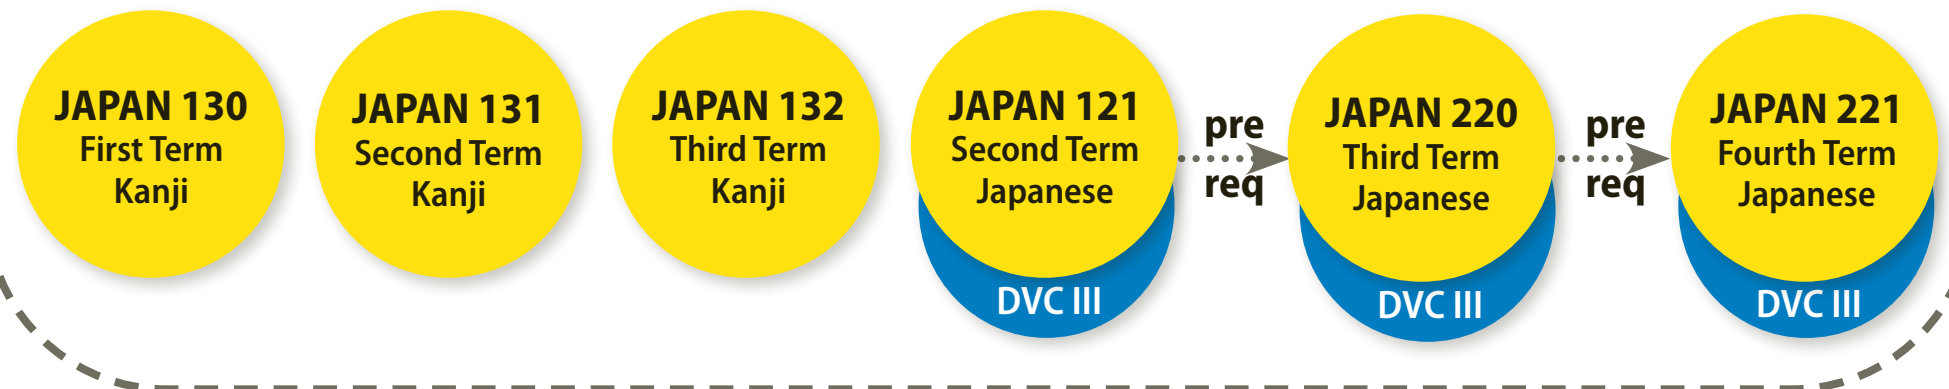 JAPAN 130
First Term
Kanji
JAPAN 131
Second Term
Kanji
JAPAN 132
Third Term
Kanji
JAPAN 121
Second Term
Japanese
DVC III
pre
req
JAPAN 220
Third Term
Japanese
DVC III
pre
req
JAPAN 221
Fourth Term
Japanese
DVC III